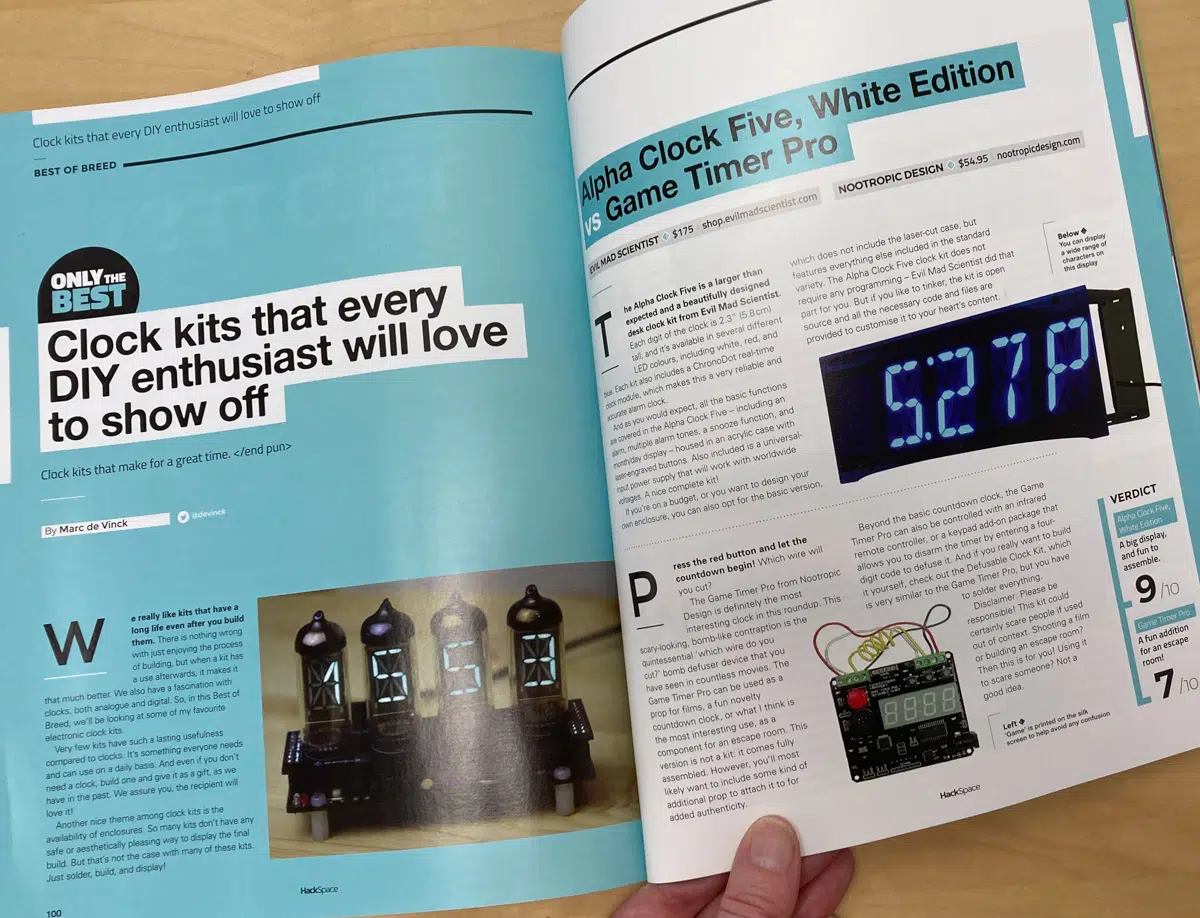 Clock kits that every DIY enthusiast will love to show off
BEST OF BREED
ONLY THE
BEST
Clock kits that every
DIY enthusiast will love
to show off
Clock kits that make for a great time. </end pun>
By Marc de Vinck
@devinck
We really like kits that have a
long life even after you build
them. There is nothing wrong
with just enjoying the process
of building, but when a kit has
a use afterwards, it makes it
that much better. We also have a fascination with
clocks, both analogue and digital. So, in this Best of
Breed, we'll be looking at some of my favourite
electronic clock kits.
Very few kits have such a lasting usefulness
compared to clocks. It's something everyone needs
and can use on a daily basis. And even if you don't
need a clock, build one and give it as a gift, as we
have in the past. We assure you, the recipient will
love it!
Another nice theme among clock kits is the
availability of enclosures. So many kits don't have any
safe or aesthetically pleasing way to display the final
build. But that's not the case with many of these kits.
Just solder, build, and display!
100
HackSpace
Alpha Clock Five, White Edition
vs Game Timer Pro
EVIL MAD SCIENTIST $175 shop.evilmadscientist.com
NOOTROPIC DESIGN $54.95 nootropicdesign.com
The Alpha Clock Five is a larger than
expected and a beautifully designed
desk clock kit from Evil Mad Scientist.
Each digit of the clock is 2.3" (5.8 cm)
tall, and it's available in several different
LED colours, including white, red, and
blue. Each kit also includes a ChronoDot real-time
clock module, which makes this a very reliable and
accurate alarm clock.
And as you would expect, all the basic functions
are covered in the Alpha Clock Five – including an
alarm, multiple alarm tones, a snooze function, and
month/day display – housed in an acrylic case with
laser-engraved buttons. Also included is a universal-
input power supply that will work with worldwide
voltages. A nice complete kit!
If you're on a budget, or you want to design your
own enclosure, you can also opt for the basic version,
which does not include the laser-cut case, but
features everything else included in the standard
variety. The Alpha Clock Five clock kit does not
require any programming – Evil Mad Scientist did that
part for you. But if you like to tinker, the kit is open
source and all the necessary code and files are
provided to customise it to your heart's content.
Below
You can display
a wide range of
characters on
this display
5:27P
Press the red button and let the
countdown begin! Which wire will
you cut?
The Game Timer Pro from Nootropic
Design is definitely the most
interesting clock in this roundup. This
scary-looking, bomb-like contraption is the
quintessential 'which wire do you
cut?' bomb defuser device that you
have seen in countless movies. The
Game Timer Pro can be used as a
prop for films, a fun novelty
countdown clock, or what I think is
the most interesting use, as a
component for an escape room. This
version is not a kit: it comes fully
assembled. However, you'll most
likely want to include some kind of
additional prop to attach it to for
added authenticity.
Beyond the basic countdown clock, the Game
Timer Pro can also be controlled with an infrared
remote controller, or a keypad add-on package that
allows you to disarm the timer by entering a four-
digit code to defuse it. And if you really want to build
it yourself, check out the Defusable Clock Kit, which
is very similar to the Game Timer Pro, but you have
to solder everything.
Disclaimer: Please be
responsible! This kit could
certainly scare people if used
out of context. Shooting a film
or building an escape room?
Then this is for you! Using it
to scare someone? Not a
good idea.
Left
'Game' is printed on the silk
screen to help avoid any confusion
VERDICT
Alpha Clock Five,
White Edition
A big display,
and fun to
assemble.
9/10
Game Timer Pro
A fun addition
for an escape
room!
7/10
HackSpace